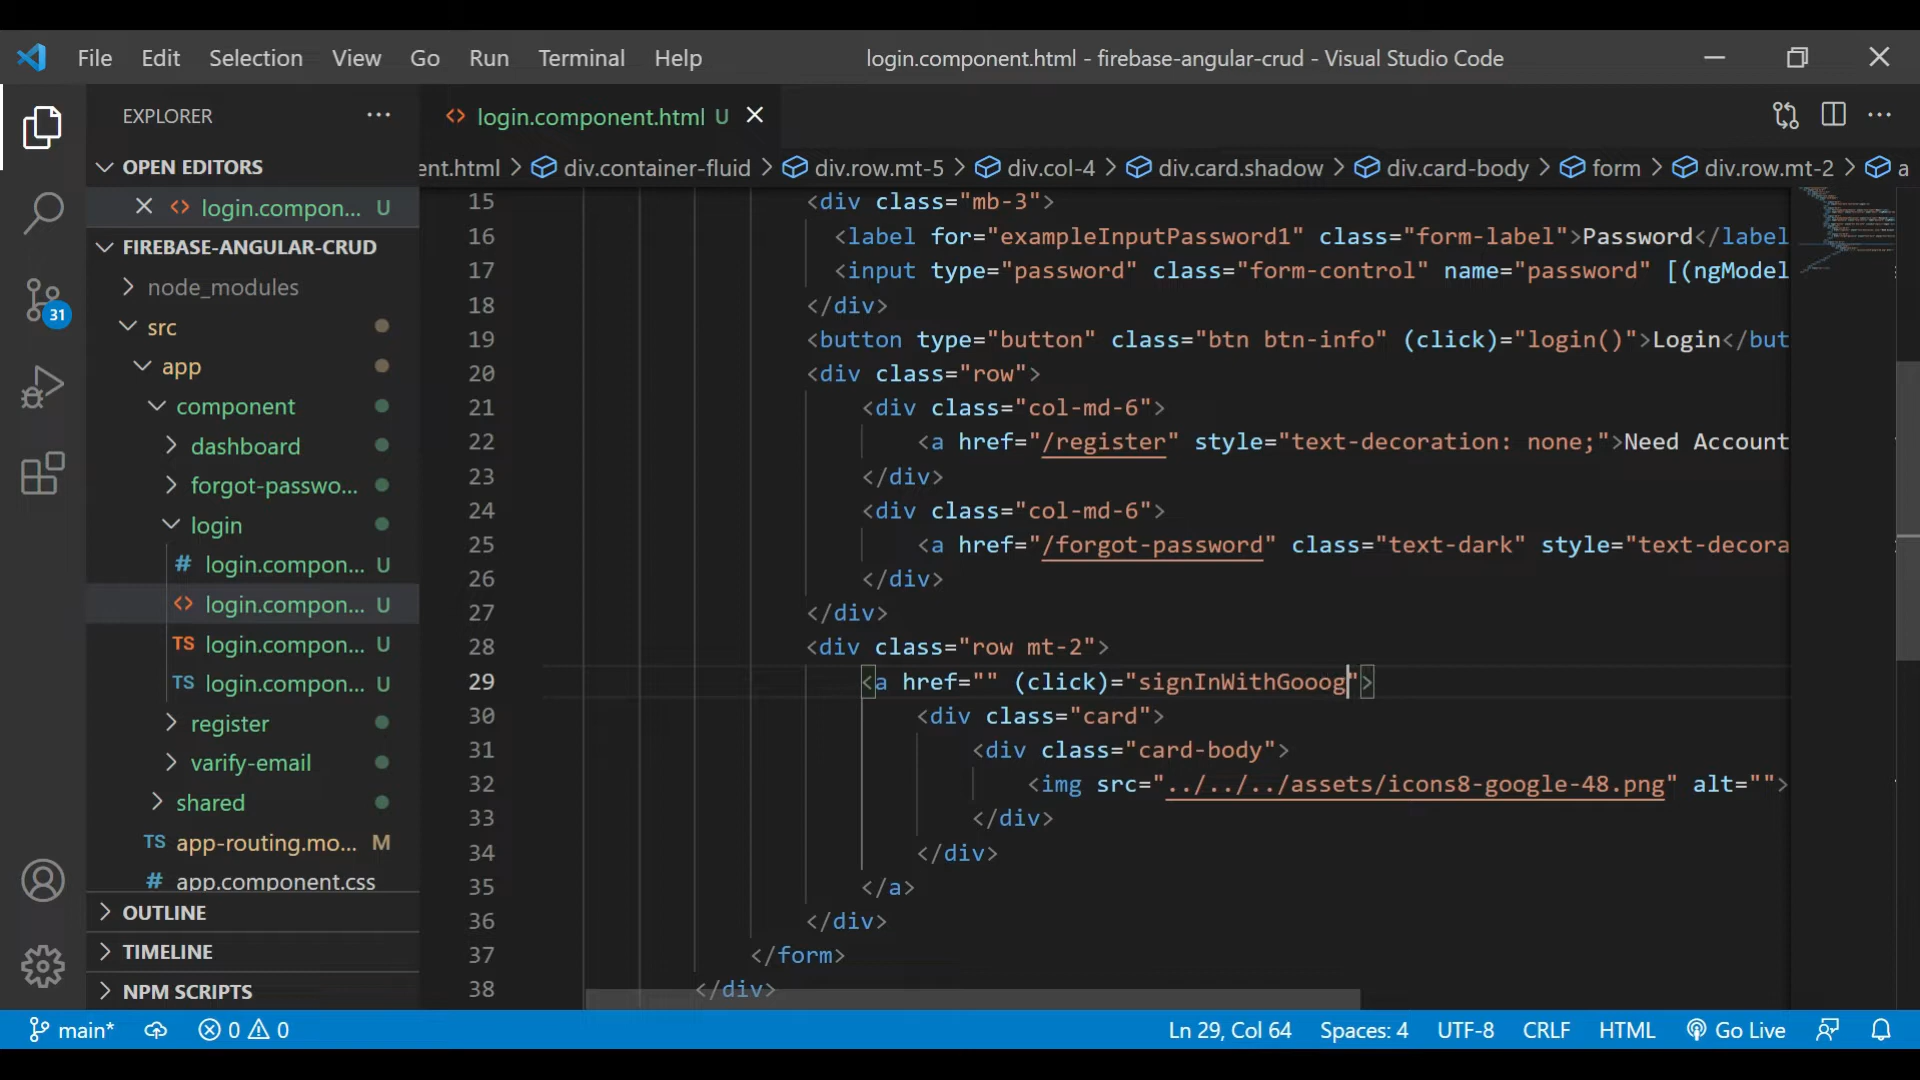 File Edit Selection View Go Run Terminal Help login.component.html - firebase-angular-crud - Visual Studio Code
EXPLORER
login.component.html U
OPEN EDITORS
ent.html > div.container-fluid > div.row.mt-5 > div.col-4 > div.card.shadow > div.card-body > form > div.row.mt-2 > a
login.compon... U
FIREBASE-ANGULAR-CRUD
node_modules
src
app
component
dashboard
forgot-passwo...
login
# login.compon... U
<> login.compon... U
TS login.compon... U
TS login.compon... U
register
varify-email
shared
TS app-routing.mo... M
# app.component.css
OUTLINE
TIMELINE
NPM SCRIPTS
31
15 <div class="mb-3">
16 <label for="exampleInputPassword1" class="form-label">Password</label
17 <input type="password" class="form-control" name="password" [(ngModel
18 </div>
19 <button type="button" class="btn btn-info" (click)="login()">Login</but
20 <div class="row">
21 <div class="col-md-6">
22 <a href="/register" style="text-decoration: none;">Need Account
23 </div>
24 <div class="col-md-6">
25 <a href="/forgot-password" class="text-dark" style="text-decora
26 </div>
27 </div>
28 <div class="row mt-2">
29 <a href="" (click)="signInWithGooog">
30 <div class="card">
31 <div class="card-body">
32 <img src="../../../assets/icons8-google-48.png" alt="">
33 </div>
34 </div>
35 </a>
36 </div>
37 </form>
38 </div>
main* 0 0 Ln 29, Col 64 Spaces: 4 UTF-8 CRLF HTML Go Live